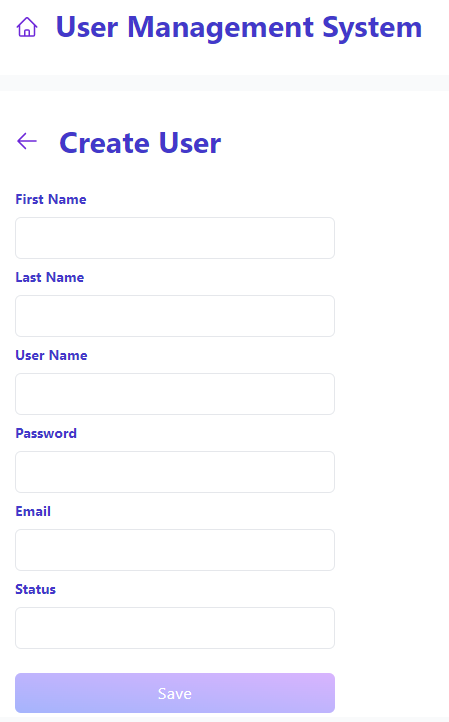 User Management System
Create User
First Name
Last Name
User Name
Password
Email
Status
Save